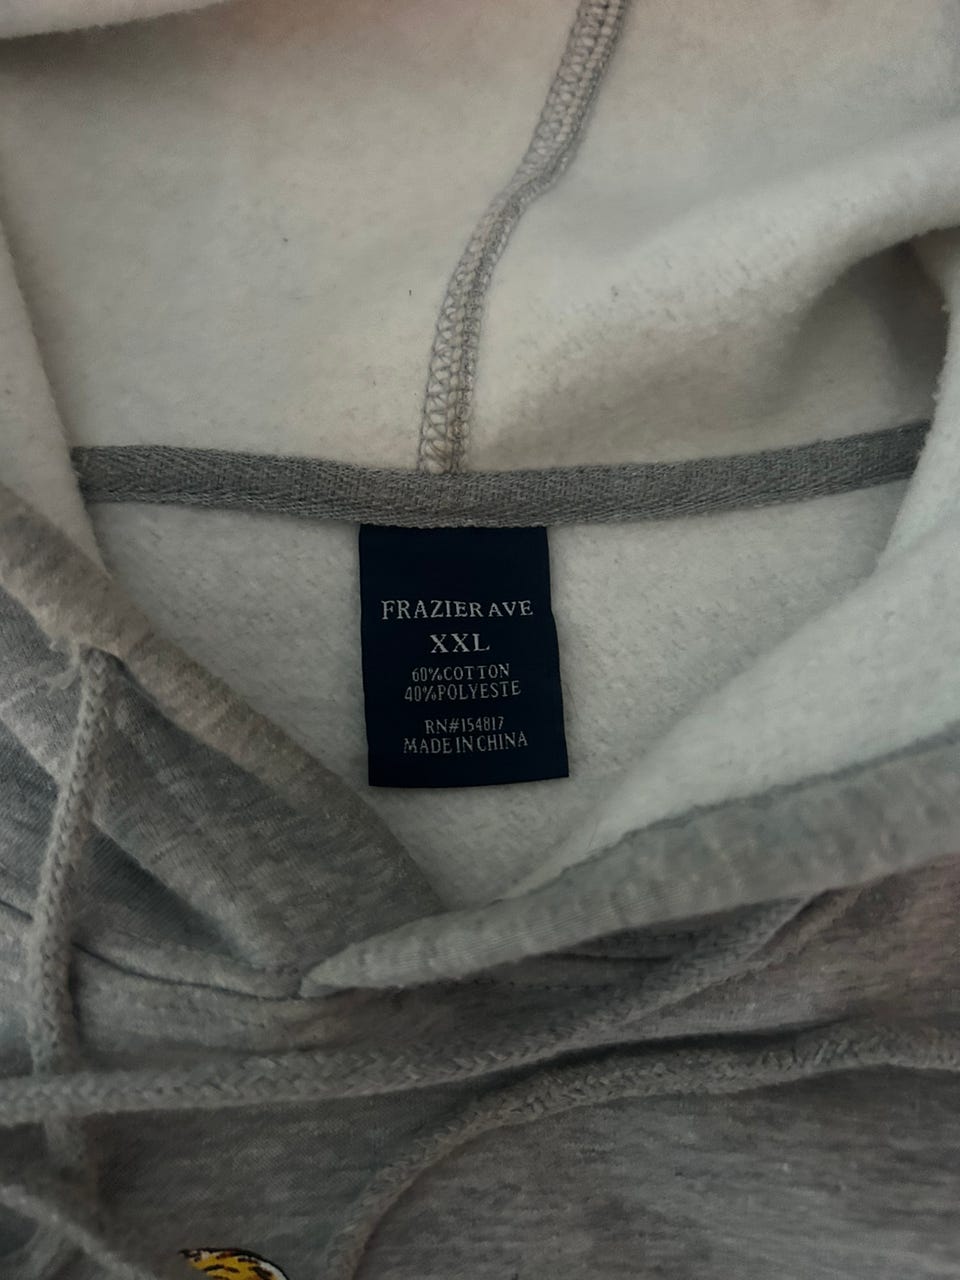 FRAZIER AVE
XXL
60%COTTON
40%POLYESTE
RN#154817
MADE IN CHINA